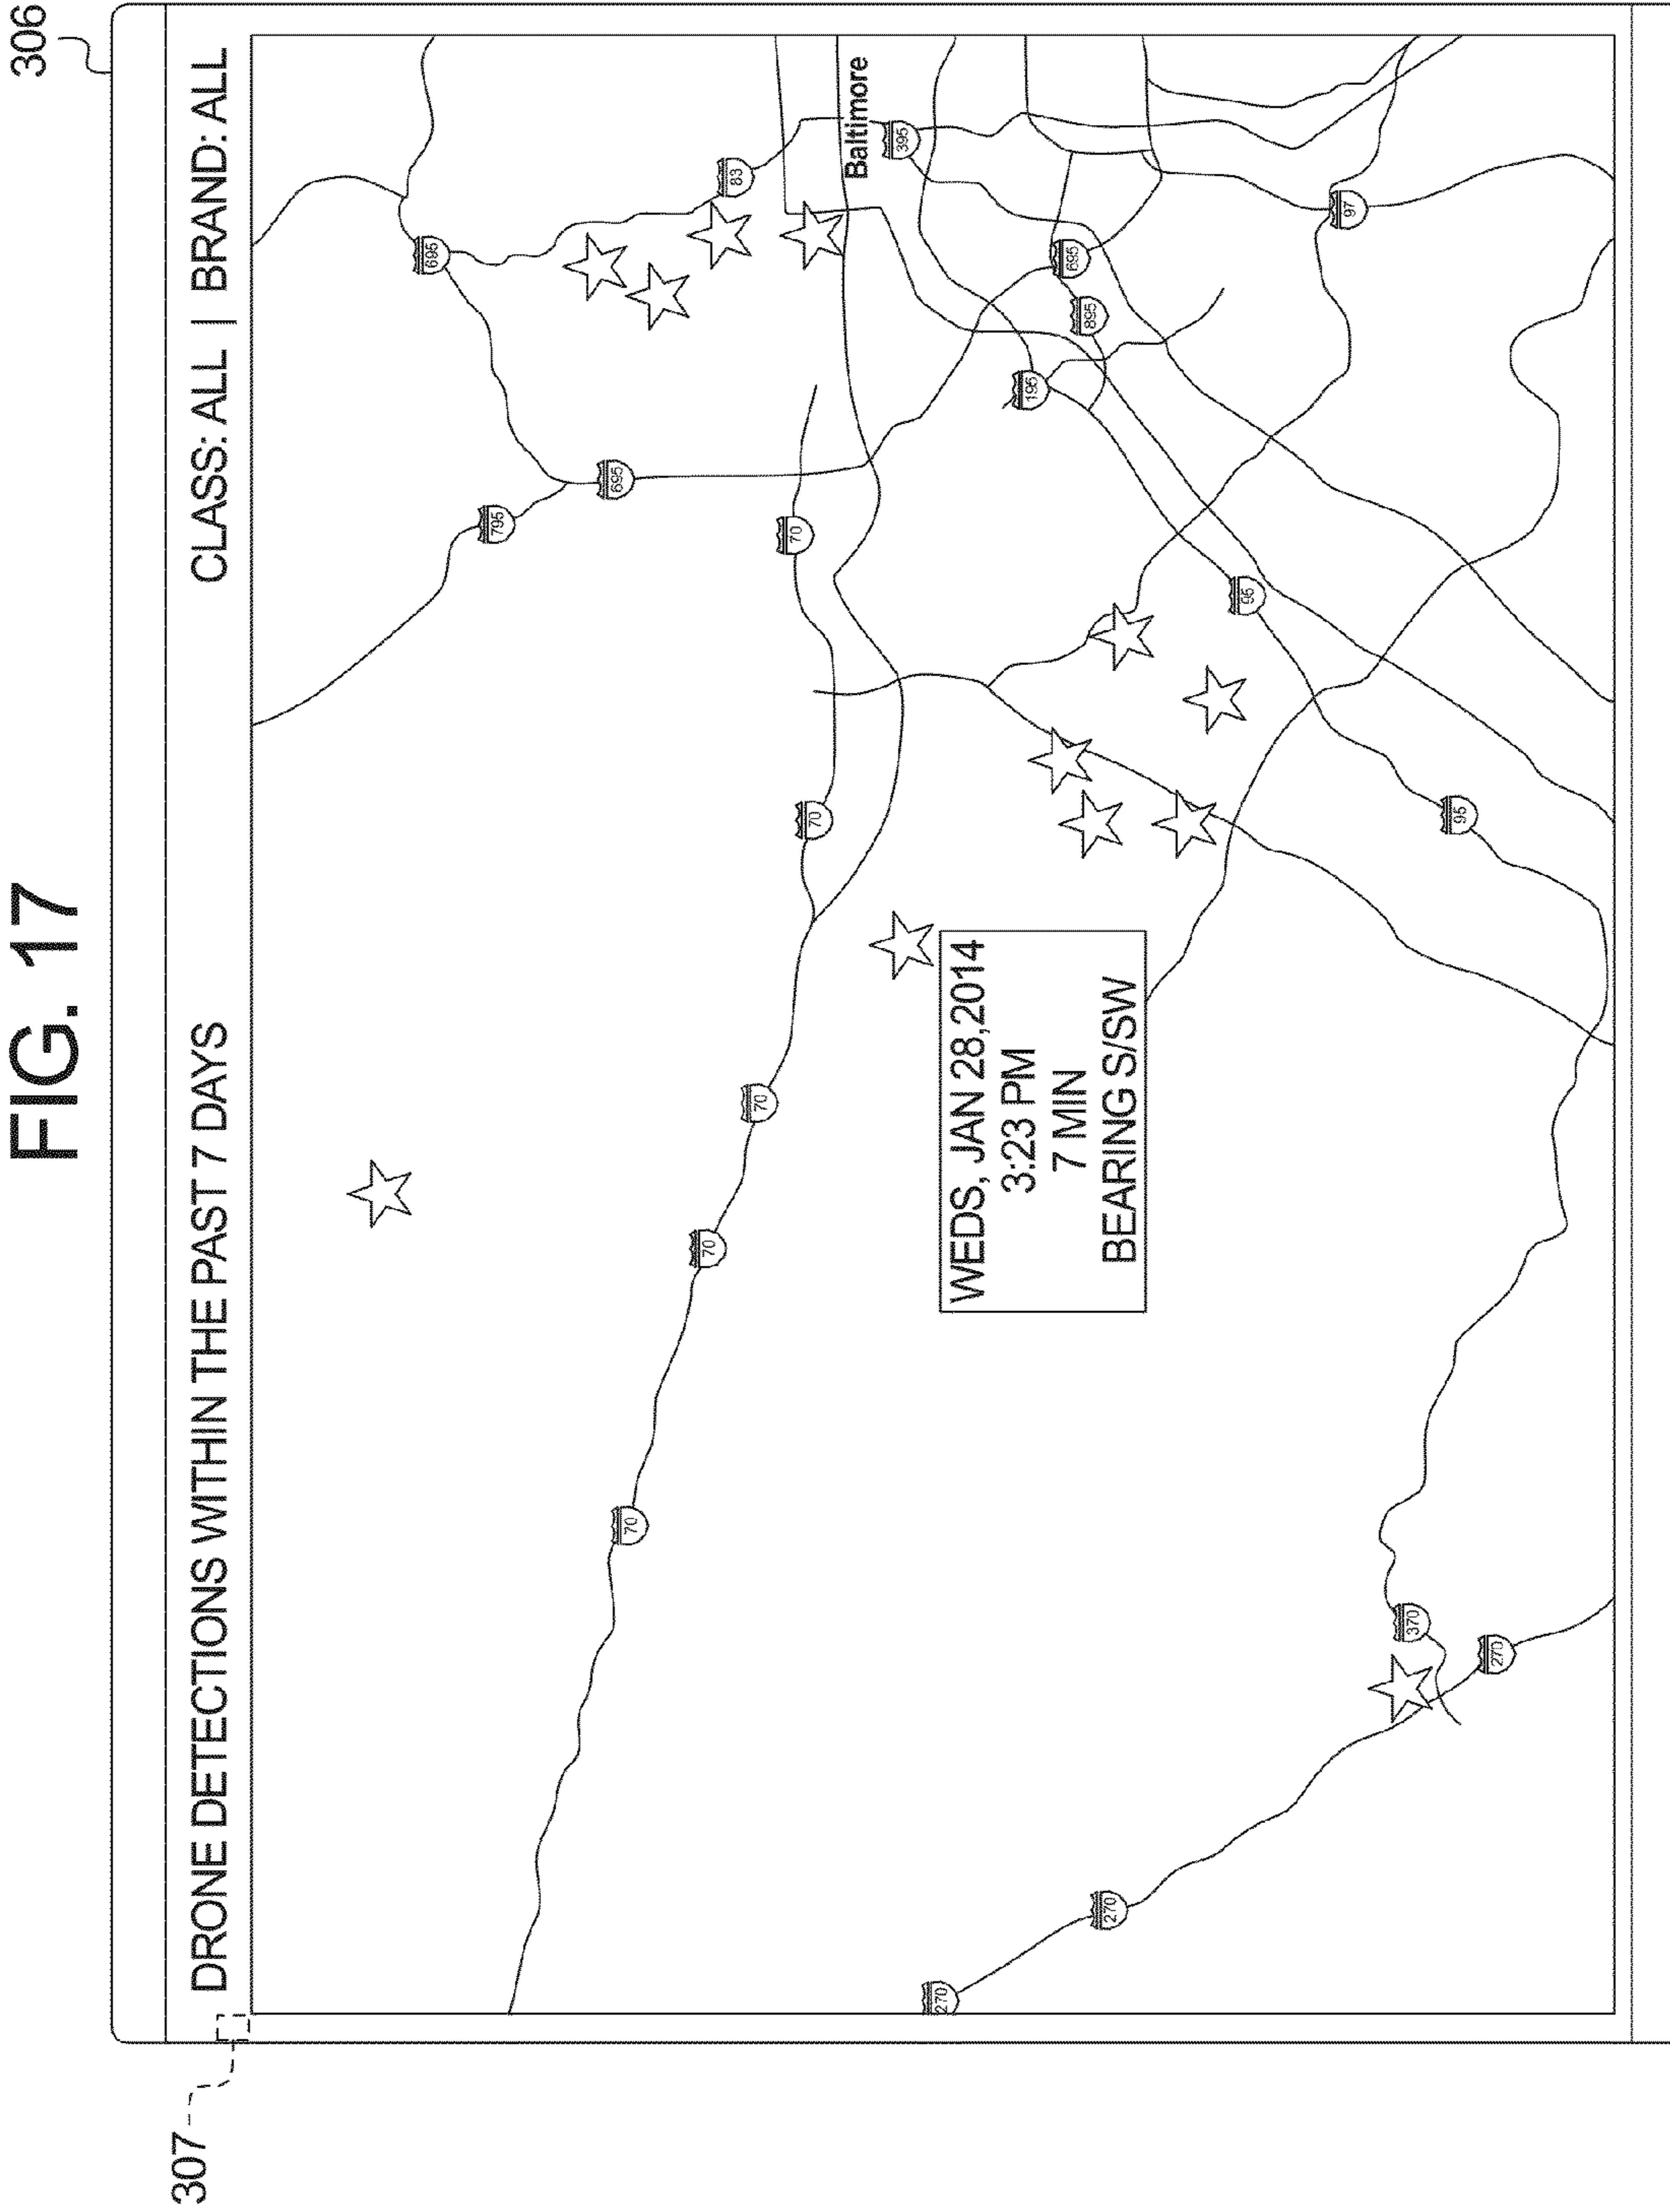 FIG. 17
306
307
DRONE DETECTIONS WITHIN THE PAST 7 DAYS
CLASS: ALL | BRAND: ALL
695
83
795
695
70
Baltimore
395
70
70
70
70
695
895
195
97
95
95
WEDS, JAN 28,2014
3:23 PM
7 MIN
BEARING S/SW
270
270
370
270